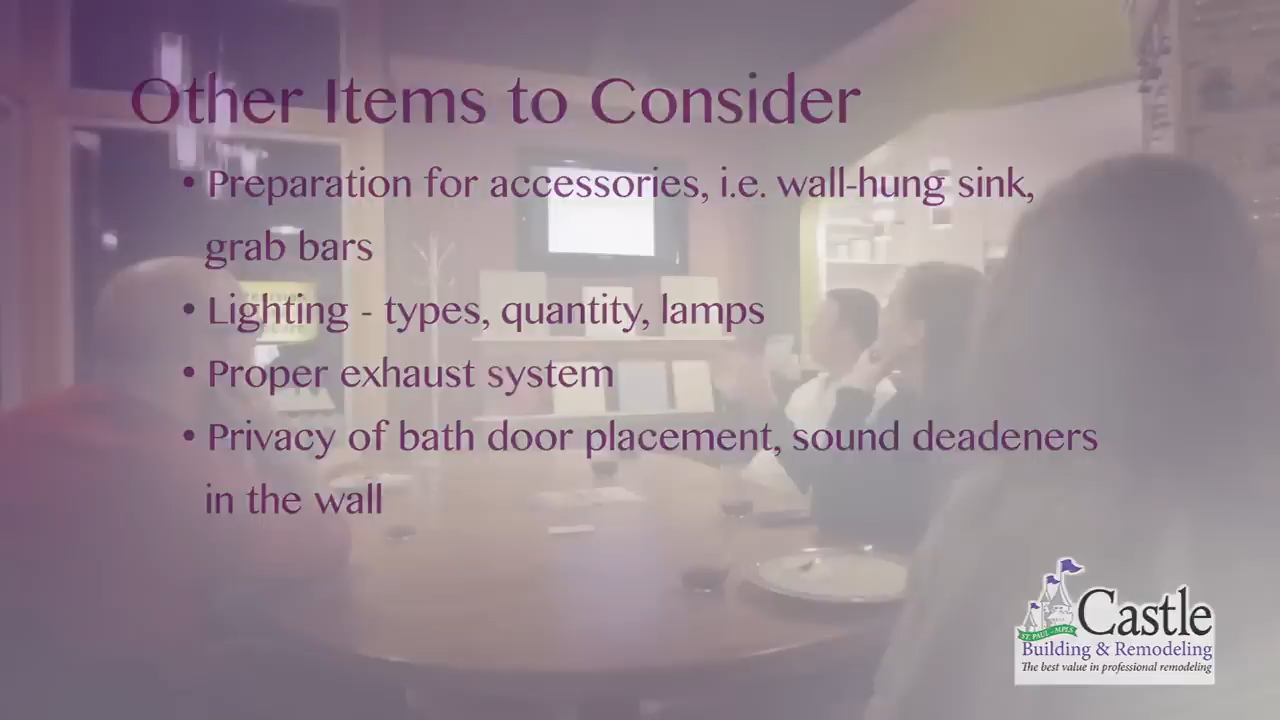 Other Items to Consider
• Preparation for accessories, i.e. wall-hung sink,
grab bars
• Lighting - types, quantity, lamps
• Proper exhaust system
• Privacy of bath door placement, sound deadeners
in the wall
ST. PAUL - MPLS
Castle
Building & Remodeling
The best value in professional remodeling